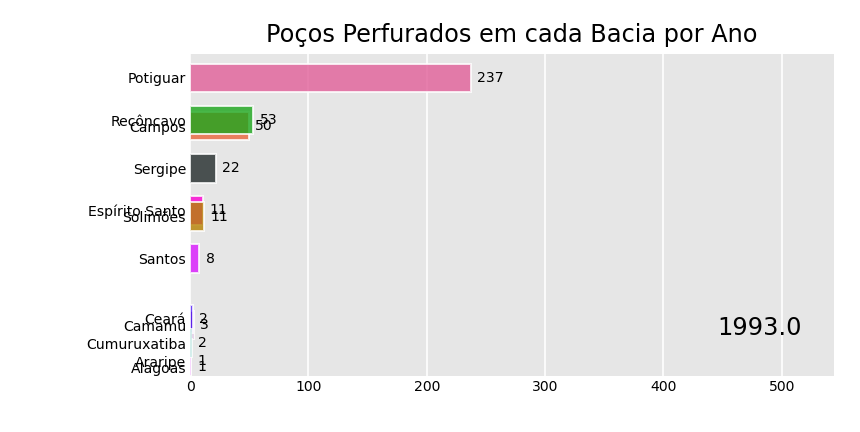 Poços Perfurados em cada Bacia por Ano
Potiguar 237
Recôncavo 53
Campos 50
Sergipe 22
Espírito Santo 11
Solimões 11
Santos 8
Ceará 2
Camamu 3
Cumuruxatiba 2
Araripe 1
Alagoas 1
1993.0
0 100 200 300 400 500